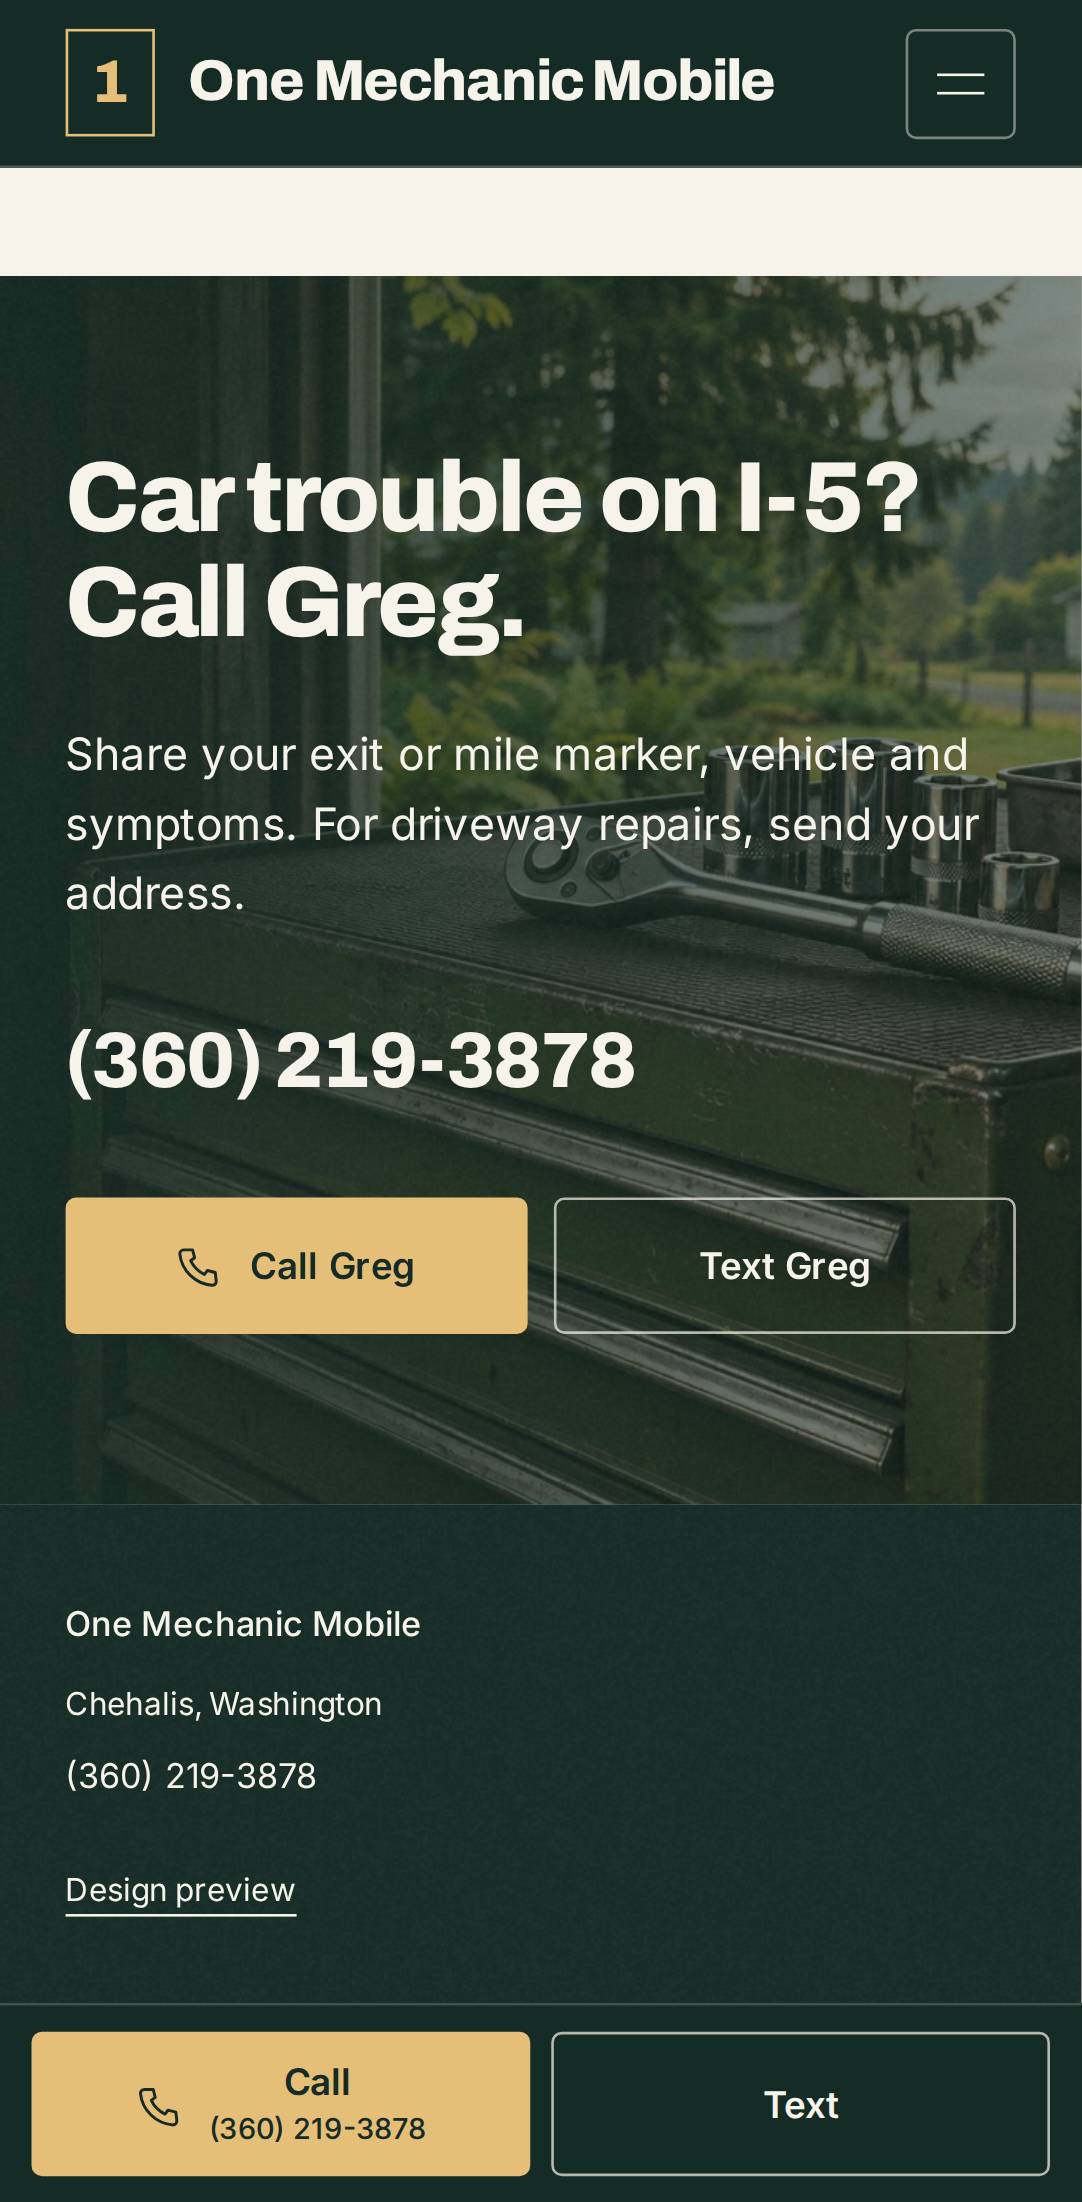 1 One Mechanic Mobile
Car trouble on I-5?
Call Greg.
Share your exit or mile marker, vehicle and
symptoms. For driveway repairs, send your
address.
(360) 219-3878
Call Greg
Text Greg
One Mechanic Mobile
Chehalis, Washington
(360) 219-3878
Design preview
Call
(360) 219-3878
Text